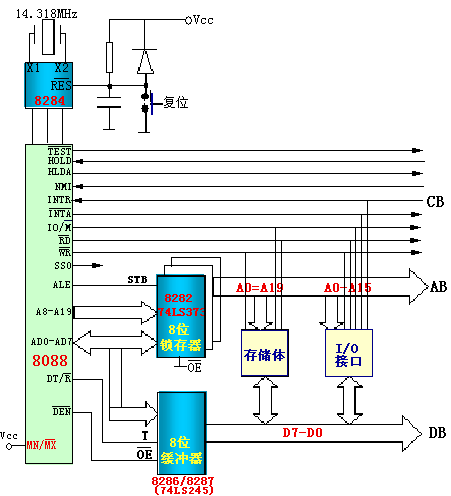 14.318MHz
Vcc
X1 X2
RES
8284
复位
TEST
HOLD
HLDA
NMI
INTR
CB
INTA
IO/M
RD
WR
SSO
ALE
STB
8282
AB
A0=A19
A0-A15
74LS373
A8-A19
8位
锁存器
存储体
I/O
接口
AD0-AD7
8088
OE
DT/R
DEN
D7-D0
DB
Vcc
MN/MX
T
8位
OE
缓冲器
8286/8287
(74LS245)